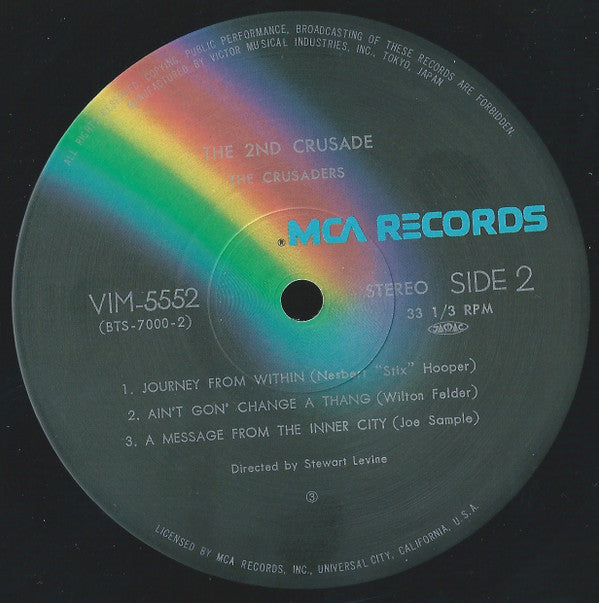 ALL RIGHTS RESERVED COPYING, PUBLIC PERFORMANCE, BROADCASTING OF THESE RECORDS ARE FORBIDDEN.
MANUFACTURED BY VICTOR MUSICAL INDUSTRIES, INC., TOKYO, JAPAN
THE 2ND CRUSADE
THE CRUSADERS
® MCA RECORDS
VIM-5552
(BTS-7000-2)
STEREO SIDE 2
33 1/3 RPM
1. JOURNEY FROM WITHIN (Nesbert "Stix" Hooper)
2. AIN'T GON' CHANGE A THANG (Wilton Felder)
3. A MESSAGE FROM THE INNER CITY (Joe Sample)
Directed by Stewart Levine
③
LICENSED BY MCA RECORDS, INC., UNIVERSAL CITY, CALIFORNIA, U.S.A.